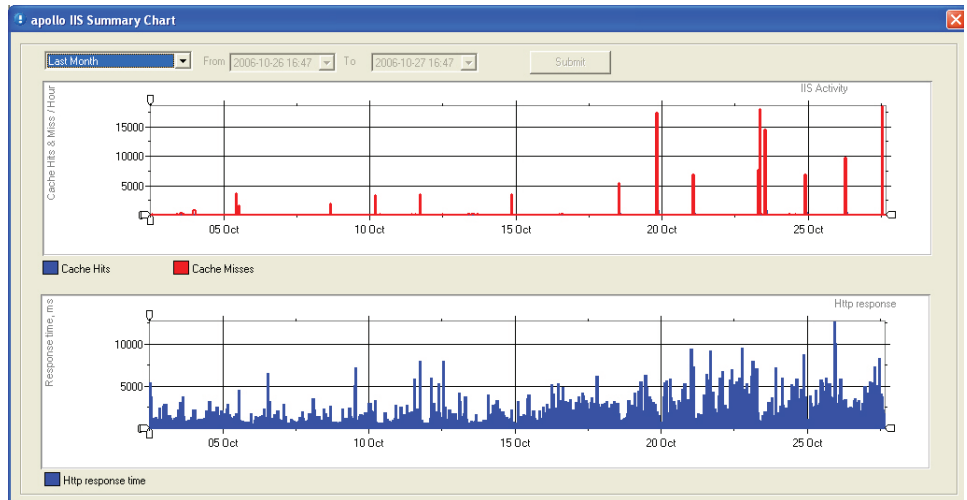 apollo IIS Summary Chart
Last Month From 2006-10-26 16:47 To 2006-10-27 16:47 Submit
IIS Activity
Cache Hits & Miss / Hour
15000
10000
5000
05 Oct 10 Oct 15 Oct 20 Oct 25 Oct
Cache Hits Cache Misses
Http response
Response time, ms
10000
5000
05 Oct 10 Oct 15 Oct 20 Oct 25 Oct
Http response time